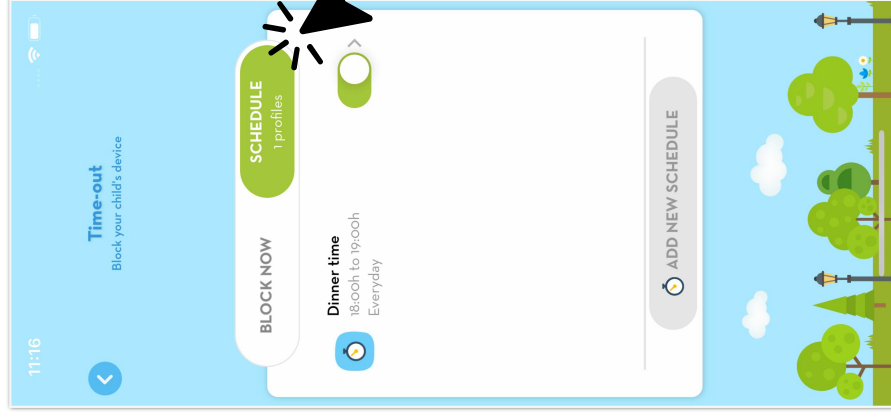 11:16
Time-out
Block your child's device
BLOCK NOW
SCHEDULE
1 profiles
Dinner time
18:00h to 19:00h
Everyday
ADD NEW SCHEDULE